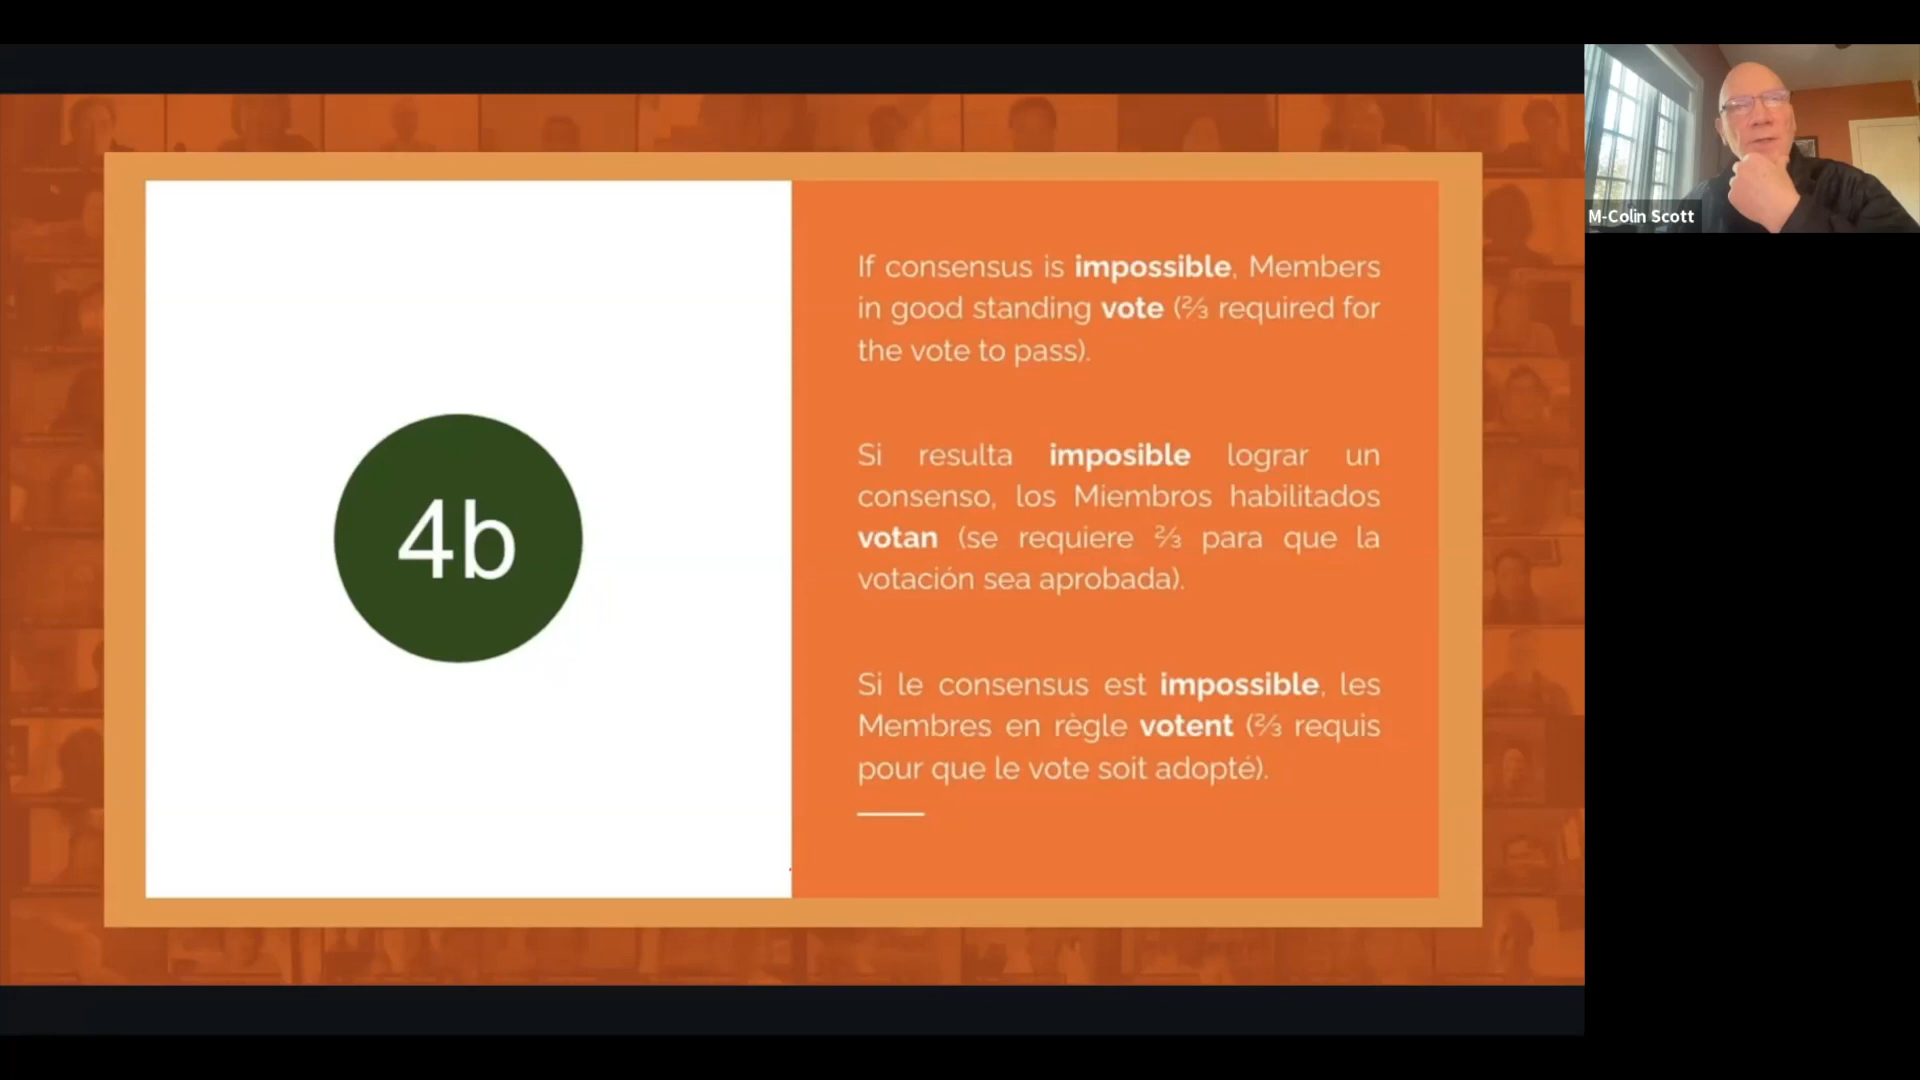 M-Colin Scott
4b
If consensus is impossible, Members
in good standing vote (⅔ required for
the vote to pass).
Si resulta imposible lograr un
consenso, los Miembros habilitados
votan (se requiere ⅔ para que la
votación sea aprobada).
Si le consensus est impossible, les
Membres en règle votent (⅔ requis
pour que le vote soit adopté).